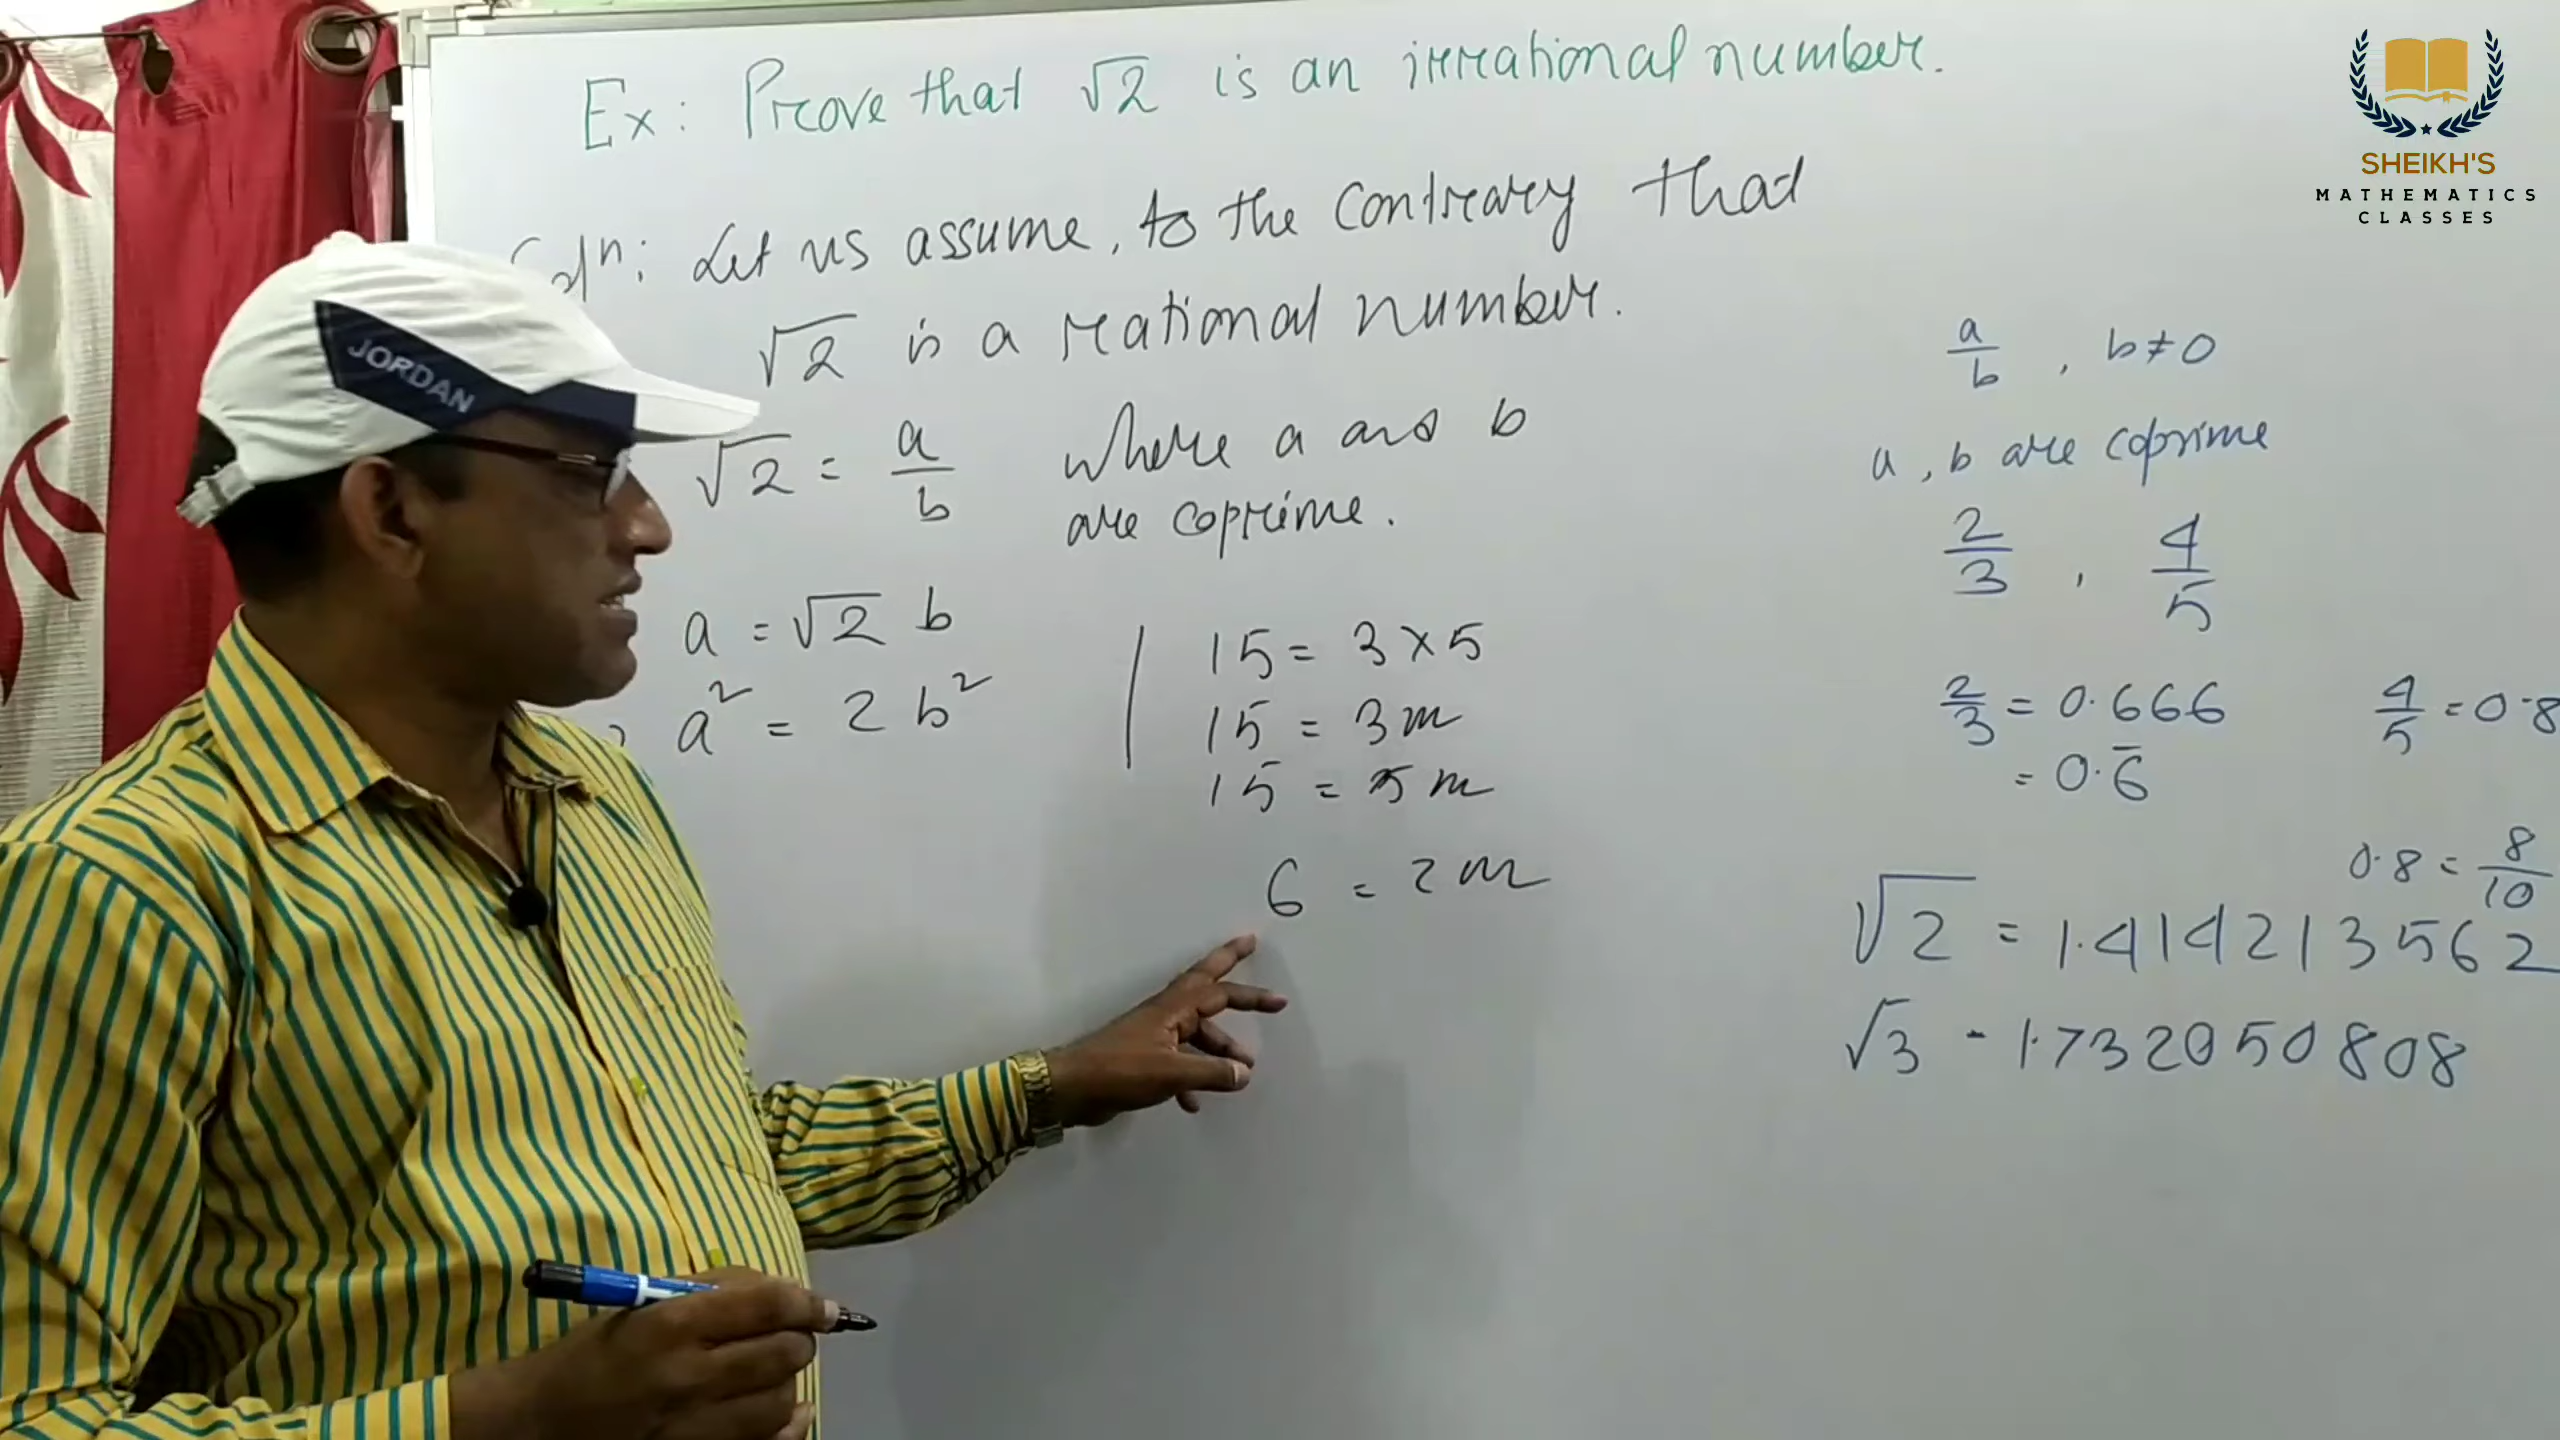 Ex: Prove that √2 is an irrational number.
Solⁿ: Let us assume, to the contrary that
√2 is a rational number.
√2 = a/b where a and b
are coprime.
a = √2 b
a² = 2b²
15 = 3×5
15 = 3m
15 = 5m
6 = 2m
a/b , b≠0
a, b are coprime
2/3 , 4/5
2/3 = 0.666
= 0.6̄
4/5 = 0.8
0.8 = 8/10
√2 = 1.414213562
√3 - 1.732050808
SHEIKH'S
MATHEMATICS
CLASSES
JORDAN